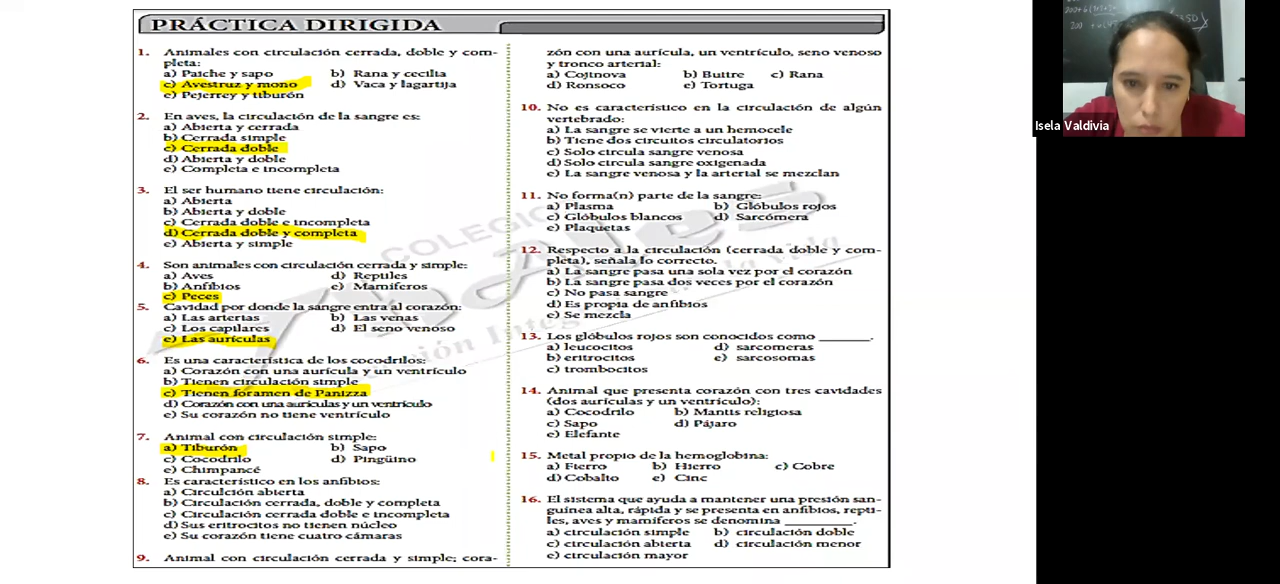 PRÁCTICA DIRIGIDA
1. Animales con circulación cerrada, doble y com-
pleta:
a) Paiche y sapo b) Rana y cecilia
c) Avestruz y mono d) Vaca y lagartija
e) Pejerrey y tiburón
2. En aves, la circulación de la sangre es:
a) Abierta y cerrada
b) Cerrada simple
c) Cerrada doble
d) Abierta y doble
e) Completa e incompleta
3. El ser humano tiene circulación:
a) Abierta
b) Abierta y doble
c) Cerrada doble e incompleta
d) Cerrada doble y completa
e) Abierta y simple
4. Son animales con circulación cerrada y simple:
a) Aves d) Reptiles
b) Anfibios e) Mamíferos
c) Peces
5. Cavidad por donde la sangre entra al corazón:
a) Las arterias b) Las venas
c) Los capilares d) El seno venoso
e) Las aurículas
6. Es una característica de los cocodrilos:
a) Corazón con una aurícula y un ventrículo
b) Tienen circulación simple
c) Tienen foramen de Panizza
d) Corazón con una aurículas y un ventrículo
e) Su corazón no tiene ventrículo
7. Animal con circulación simple:
a) Tiburón b) Sapo
c) Cocodrilo d) Pingüino
e) Chimpancé
8. Es característico en los anfibios:
a) Circulción abierta
b) Circulación cerrada, doble y completa
c) Circulación cerrada doble e incompleta
d) Sus eritrocitos no tienen núcleo
e) Su corazón tiene cuatro cámaras
9. Animal con circulación cerrada y simple; cora-
zón con una aurícula, un ventrículo, seno venoso
y tronco arterial:
a) Cojinova b) Buitre c) Rana
d) Ronsoco e) Tortuga
10. No es característico en la circulación de algún
vertebrado:
a) La sangre se vierte a un hemocele
b) Tiene dos circuitos circulatorios
c) Solo circula sangre venosa
d) Solo circula sangre oxigenada
e) La sangre venosa y la arterial se mezclan
11. No forma(n) parte de la sangre:
a) Plasma b) Glóbulos rojos
c) Glóbulos blancos d) Sarcómera
e) Plaquetas
12. Respecto a la circulación (cerrada doble y com-
pleta), señala lo correcto.
a) La sangre pasa una sola vez por el corazón
b) La sangre pasa dos veces por el corazón
c) No pasa sangre
d) Es propia de anfibios
e) Se mezcla
13. Los glóbulos rojos son conocidos como _______.
a) leucocitos d) sarcomeras
b) eritrocitos e) sarcosomas
c) trombocitos
14. Animal que presenta corazón con tres cavidades
(dos aurículas y un ventrículo):
a) Cocodrilo b) Mantis religiosa
c) Sapo d) Pájaro
e) Elefante
15. Metal propio de la hemoglobina:
a) Fierro b) Hierro c) Cobre
d) Cobalto e) Cinc
16. El sistema que ayuda a mantener una presión san-
guínea alta, rápida y se presenta en anfibios, repti-
les, aves y mamíferos se denomina _________.
a) circulación simple b) circulación doble
c) circulación abierta d) circulación menor
e) circulación mayor
COLEGIO
Isela Valdivia